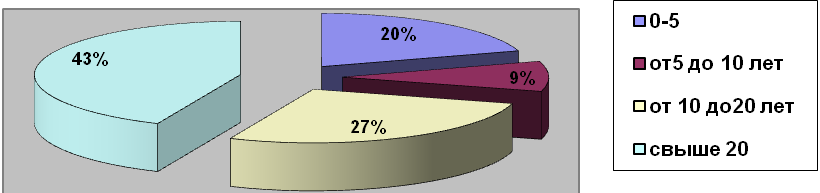 43%
20%
9%
27%
0-5
от5 до 10 лет
от 10 до20 лет
свыше 20